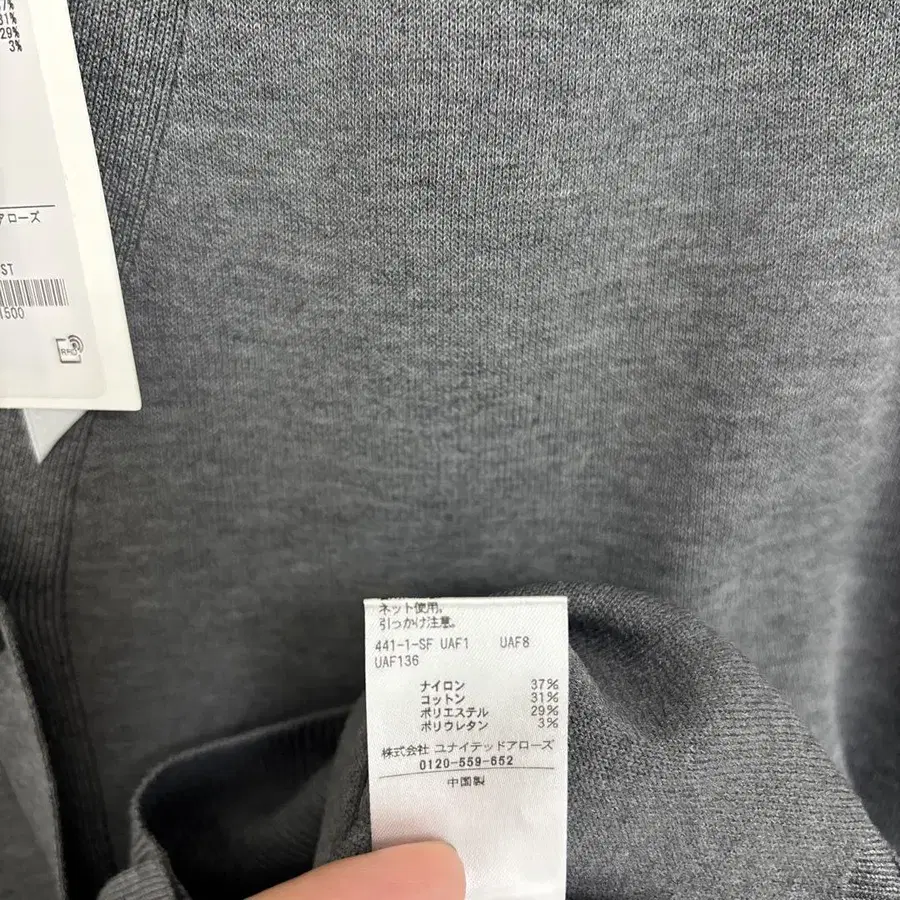 7%
31%
29%
3%
アローズ
ST
1500
RFID
ネット使用。
引っかけ注意。
441-1-SF UAF1 UAF8
UAF136
ナイロン 37%
コットン 31%
ポリエステル 29%
ポリウレタン 3%
株式会社 ユナイテッドアローズ
0120-559-652
中国製